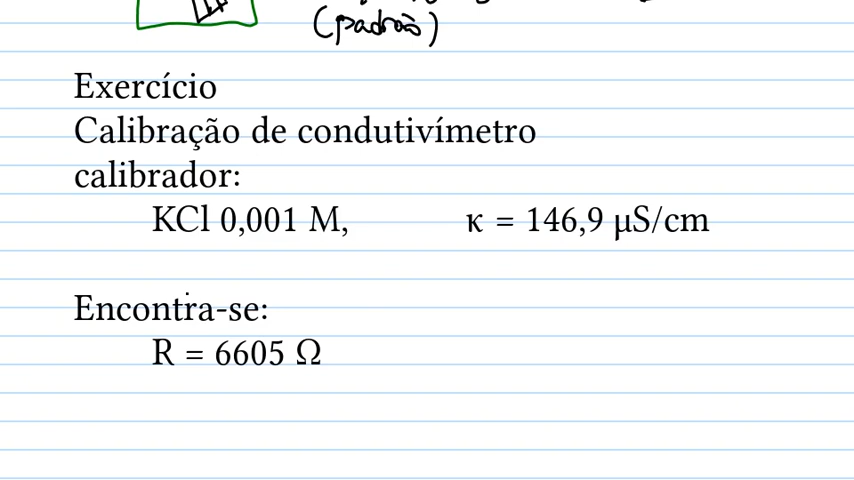 (padrão)
Exercício
Calibração de condutivímetro
calibrador:
KCl 0,001 M, κ = 146,9 μS/cm
Encontra-se:
R = 6605 Ω